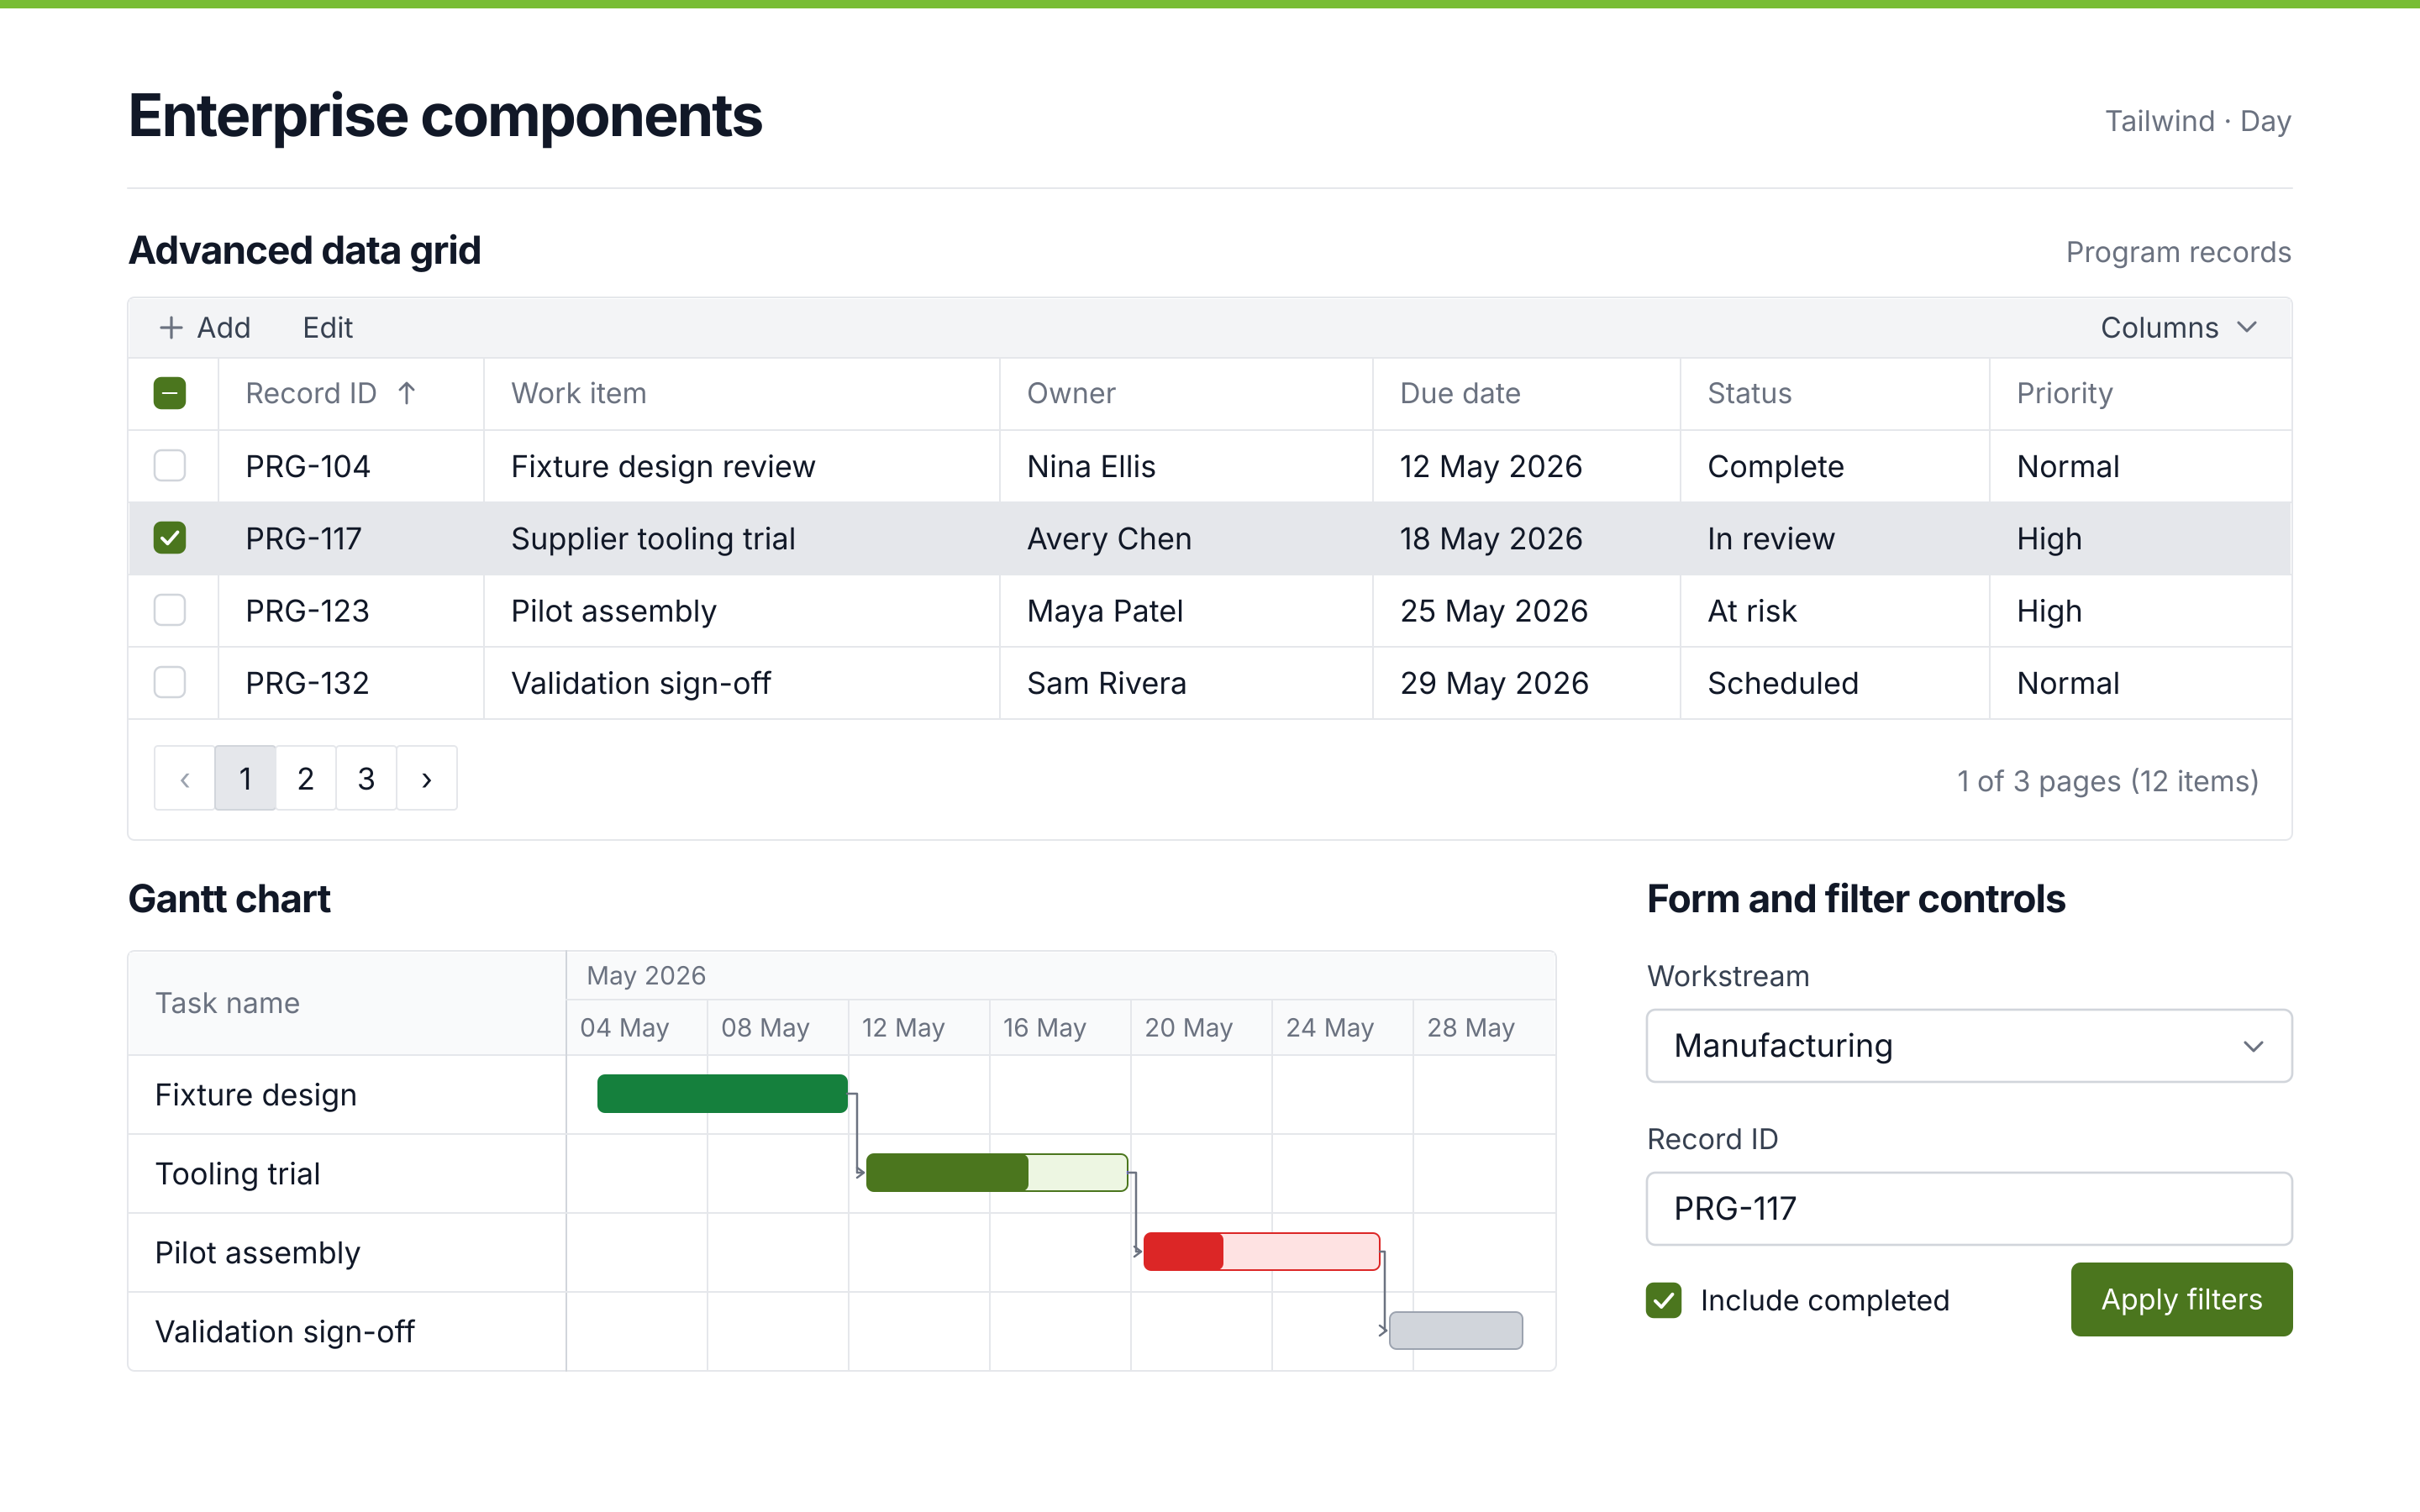 Enterprise components
Tailwind · Day
Advanced data grid
Program records
Add Edit Columns
Record ID ↑ Work item Owner Due date Status Priority
PRG-104 Fixture design review Nina Ellis 12 May 2026 Complete Normal
PRG-117 Supplier tooling trial Avery Chen 18 May 2026 In review High
PRG-123 Pilot assembly Maya Patel 25 May 2026 At risk High
PRG-132 Validation sign-off Sam Rivera 29 May 2026 Scheduled Normal
‹ 1 2 3 ›
1 of 3 pages (12 items)
Gantt chart
Task name
May 2026
04 May 08 May 12 May 16 May 20 May 24 May 28 May
Fixture design
Tooling trial
Pilot assembly
Validation sign-off
Form and filter controls
Workstream
Manufacturing
Record ID
PRG-117
Include completed
Apply filters